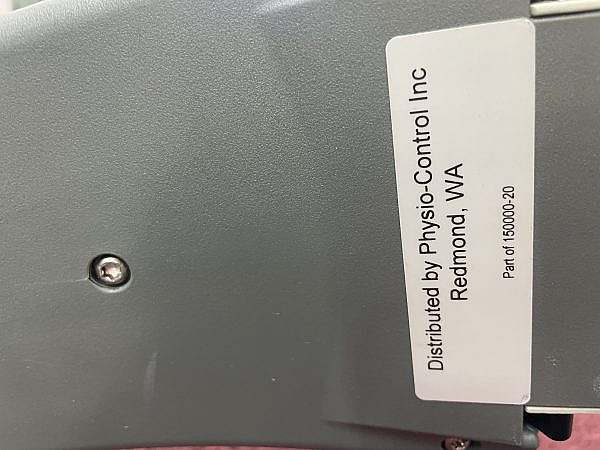 Distributed by Physio-Control Inc
Redmond, WA
Part of 150000-20